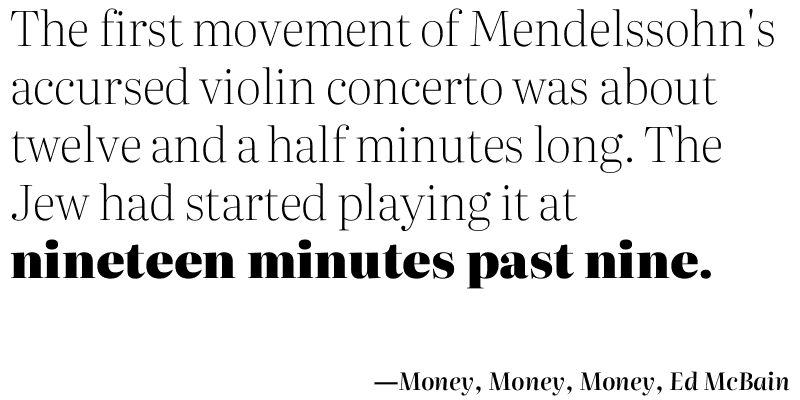 The first movement of Mendelssohn's
accursed violin concerto was about
twelve and a half minutes long. The
Jew had started playing it at
nineteen minutes past nine.
—Money, Money, Money, Ed McBain